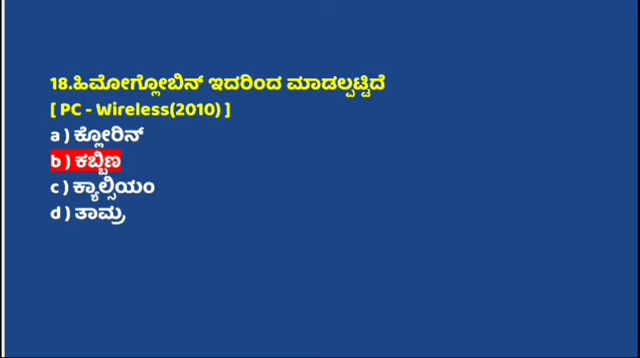 18.ಹಿಮೋಗ್ಲೋಬಿನ್ ಇದರಿಂದ ಮಾಡಲ್ಪಟ್ಟಿದೆ
[ PC - Wireless(2010) ]
a ) ಕ್ಲೋರಿನ್
b ) ಕಬ್ಬಿಣ
c ) ಕ್ಯಾಲ್ಸಿಯಂ
d ) ತಾಮ್ರ